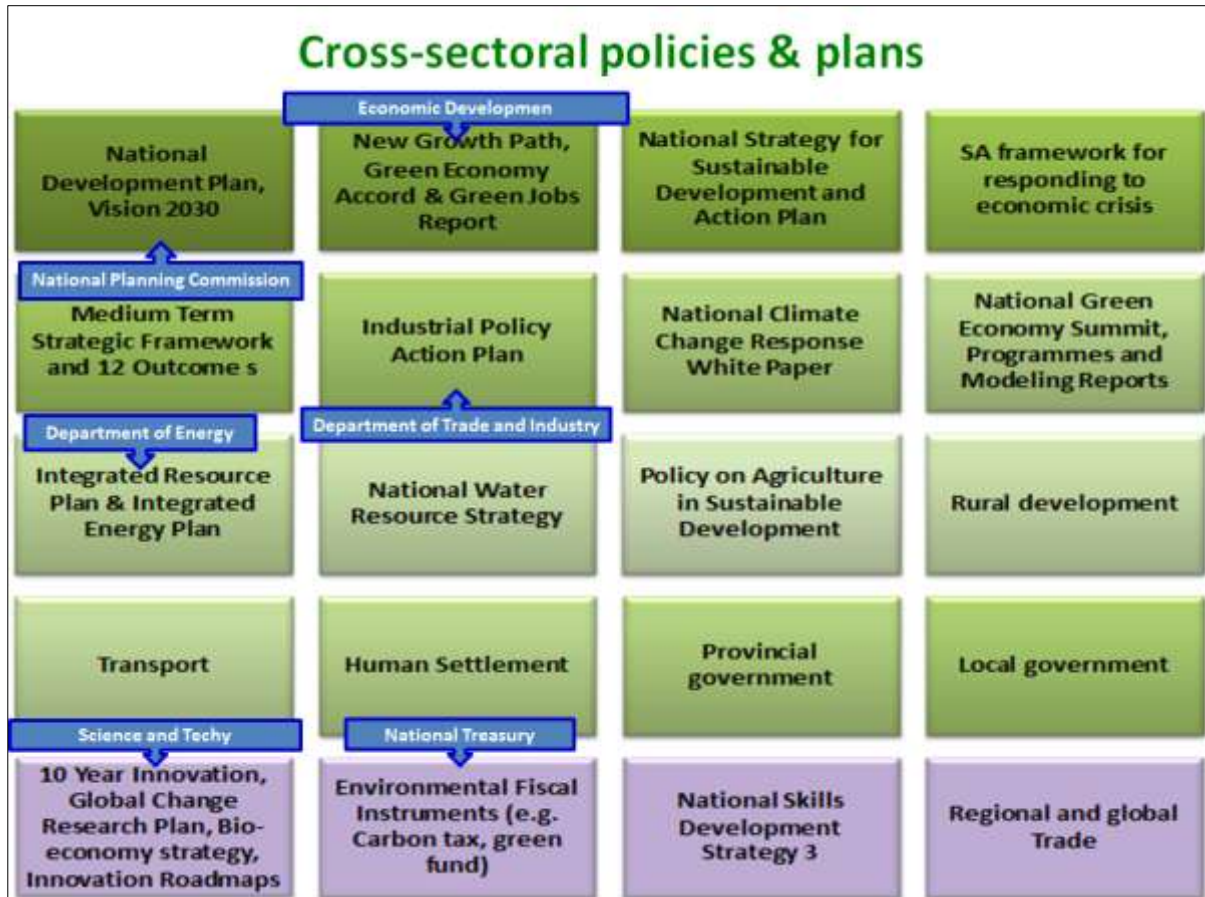 Cross-sectoral policies & plans
Economic Developmen
National
Development Plan,
Vision 2030
New Growth Path,
Green Economy
Accord & Green Jobs
Report
National Strategy for
Sustainable
Development and
Action Plan
SA framework for
responding to
economic crisis
National Planning Commission
Medium Term
Strategic Framework
and 12 Outcome s
Industrial Policy
Action Plan
National Climate
Change Response
White Paper
National Green
Economy Summit,
Programmes and
Modeling Reports
Department of Energy
Department of Trade and Industry
Integrated Resource
Plan & Integrated
Energy Plan
National Water
Resource Strategy
Policy on Agriculture
in Sustainable
Development
Rural development
Transport
Human Settlement
Provincial
government
Local government
Science and Techy
National Treasury
10 Year Innovation,
Global Change
Research Plan, Bio-
economy strategy,
Innovation Roadmaps
Environmental Fiscal
Instruments (e.g.
Carbon tax, green
fund)
National Skills
Development
Strategy 3
Regional and global
Trade